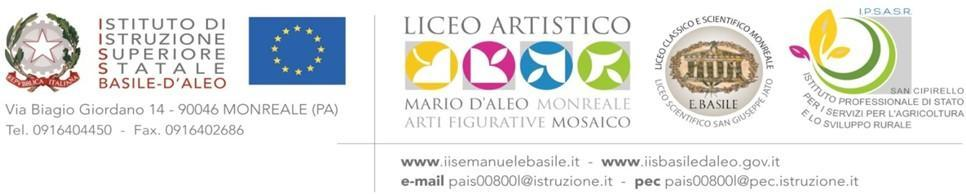 ISTITUTO DI
ISTRUZIONE
SUPERIORE
STATALE
BASILE-D'ALEO
REPVBBLICA ITALIANA
Via Biagio Giordano 14 - 90046 MONREALE (PA)
Tel. 0916404450 - Fax. 0916402686
LICEO ARTISTICO
MARIO D'ALEO MONREALE
ARTI FIGURATIVE MOSAICO
LICEO CLASSICO E SCIENTIFICO MONREALE
E. BASILE
LICEO SCIENTIFICO SAN GIUSEPPE JATO
I.P.S.A.S.R.
SAN CIPIRELLO
ISTITUTO PROFESSIONALE DI STATO
PER I SERVIZI PER L'AGRICOLTURA
E LO SVILUPPO RURALE
www.iisemanuelebasile.it - www.iisbasiledaleo.gov.it
e-mail pais00800l@istruzione.it - pec pais00800l@pec.istruzione.it